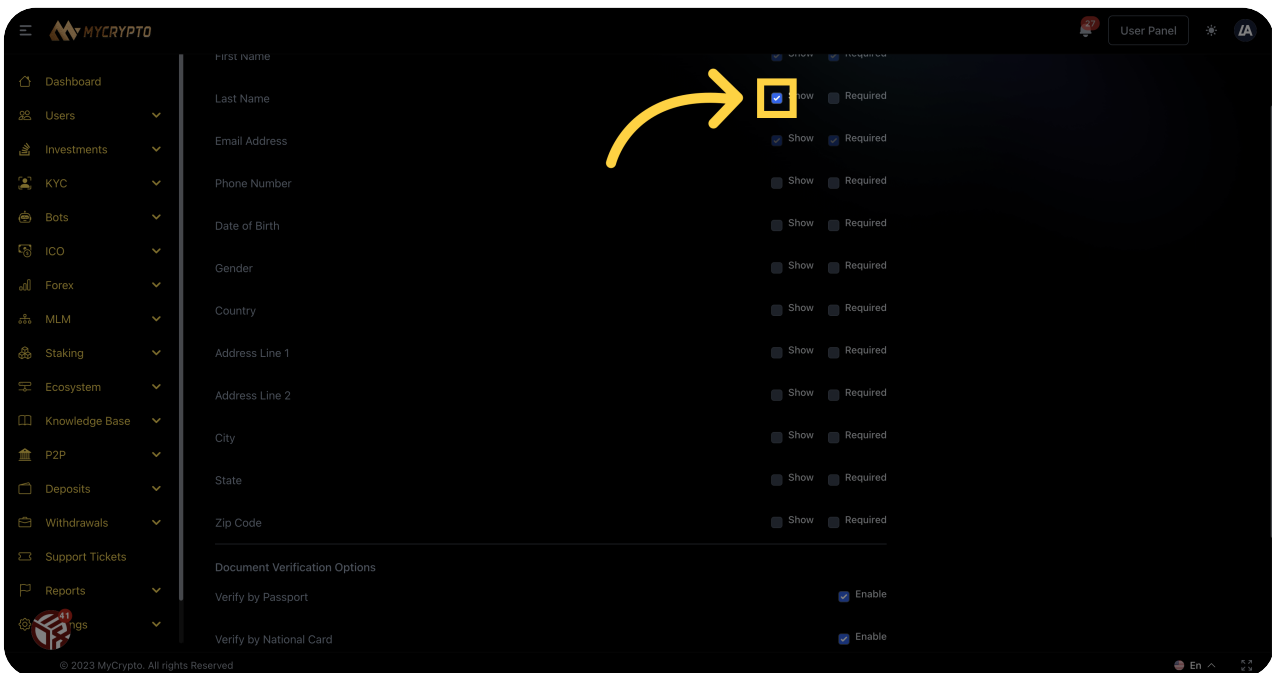 MYCRYPTO
27
User Panel
Dashboard
Users
Investments
KYC
Bots
ICO
Forex
MLM
Staking
Ecosystem
Knowledge Base
P2P
Deposits
Withdrawals
Support Tickets
Reports
41
ngs
First Name Show Required
Last Name how Required
Email Address Show Required
Phone Number Show Required
Date of Birth Show Required
Gender Show Required
Country Show Required
Address Line 1 Show Required
Address Line 2 Show Required
City Show Required
State Show Required
Zip Code Show Required
Document Verification Options
Verify by Passport Enable
Verify by National Card Enable
© 2023 MyCrypto. All rights Reserved
En